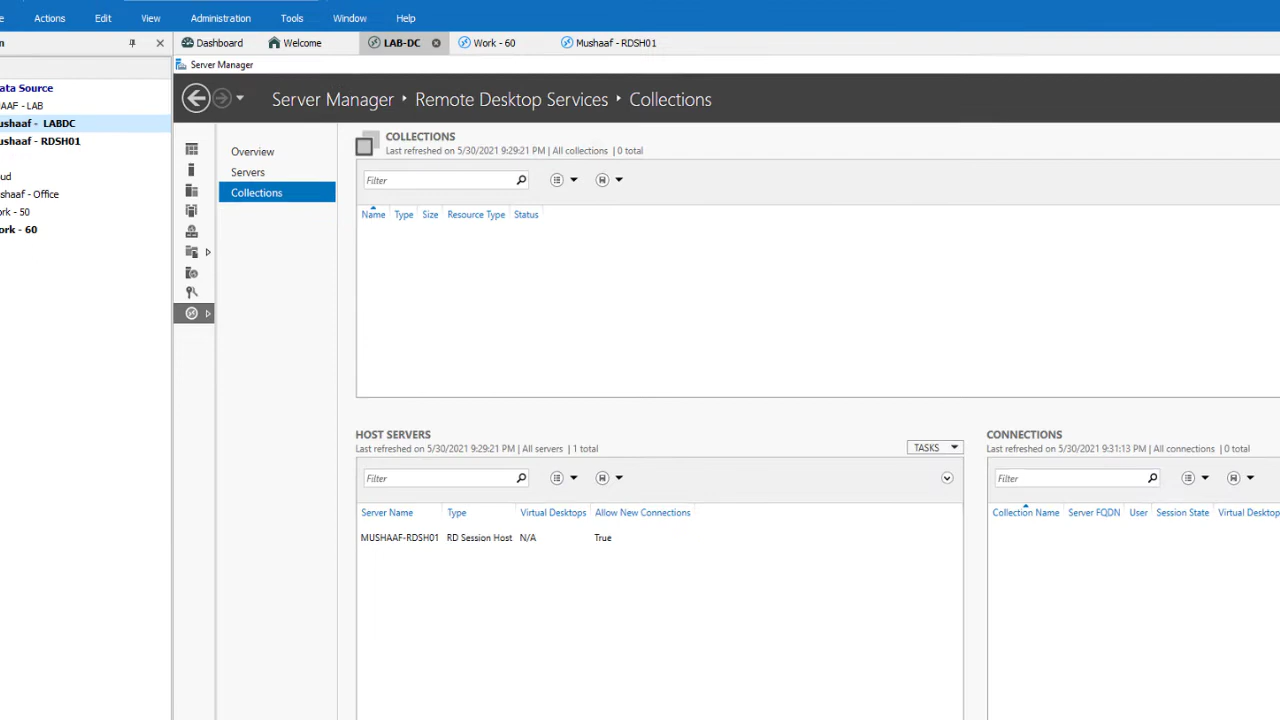 Actions Edit View Administration Tools Window Help
Dashboard Welcome LAB-DC Work - 60 Mushaaf - RDSH01
Server Manager
ata Source
AAF - LAB
ushaaf - LABDC
ushaaf - RDSH01
ud
shaaf - Office
ork - 50
ork - 60
Server Manager Remote Desktop Services Collections
Overview
Servers
Collections
COLLECTIONS
Last refreshed on 5/30/2021 9:29:21 PM | All collections | 0 total
Filter
Name Type Size Resource Type Status
HOST SERVERS
Last refreshed on 5/30/2021 9:29:21 PM | All servers | 1 total
TASKS
Filter
Server Name Type Virtual Desktops Allow New Connections
MUSHAAF-RDSH01 RD Session Host N/A True
CONNECTIONS
Last refreshed on 5/30/2021 9:31:13 PM | All connections | 0 total
Filter
Collection Name Server FQDN User Session State Virtual Desktop